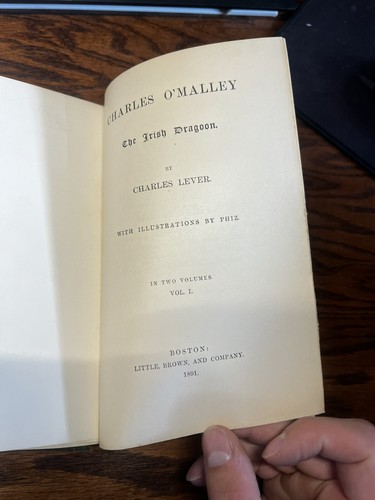 CHARLES O'MALLEY
The Irish Dragoon.
BY
CHARLES LEVER.
WITH ILLUSTRATIONS BY PHIZ.
IN TWO VOLUMES.
VOL. I.
BOSTON:
LITTLE, BROWN, AND COMPANY.
1891.